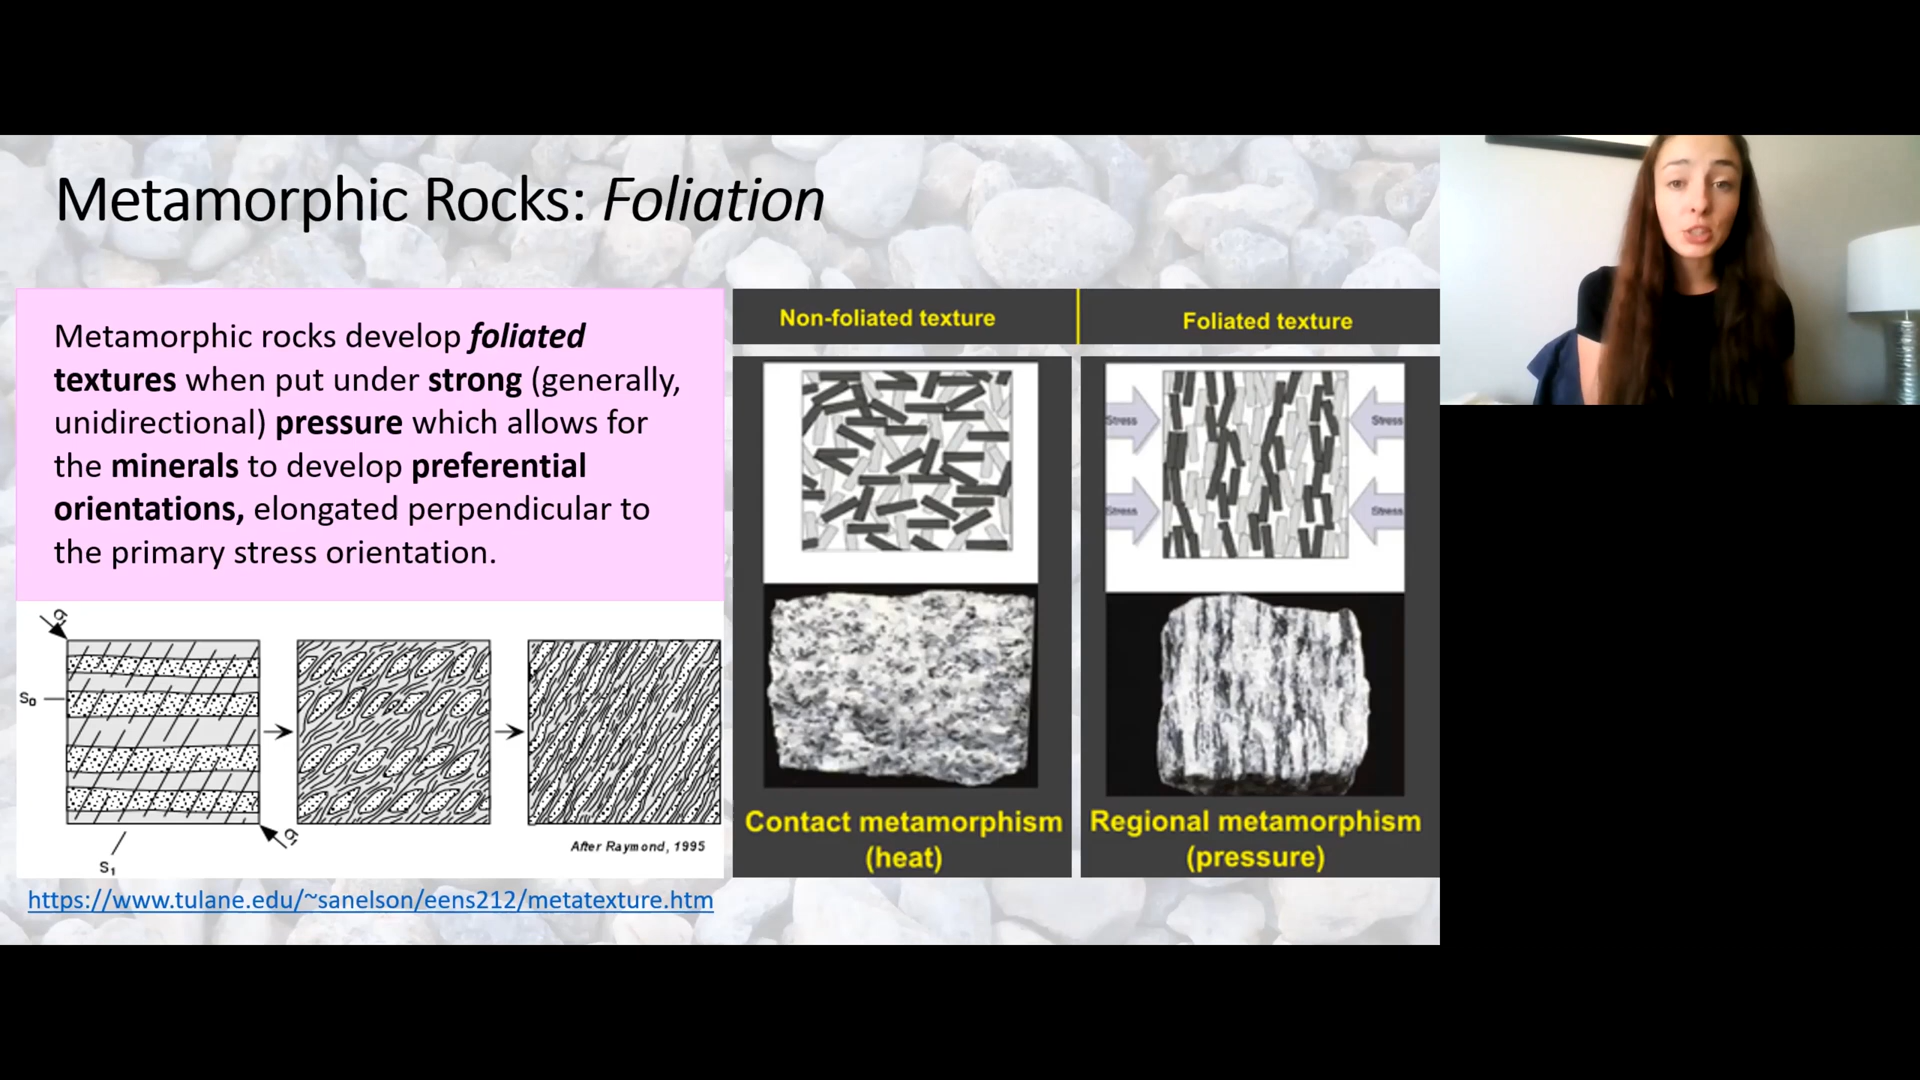 Metamorphic Rocks: Foliation
Metamorphic rocks develop foliated
textures when put under strong (generally,
unidirectional) pressure which allows for
the minerals to develop preferential
orientations, elongated perpendicular to
the primary stress orientation.
σ₁
S₀
σ₁
S₁
After Raymond, 1995
https://www.tulane.edu/~sanelson/eens212/metatexture.htm
Non-foliated texture
Foliated texture
Stress
Stress
Stress
Stress
Contact metamorphism
(heat)
Regional metamorphism
(pressure)